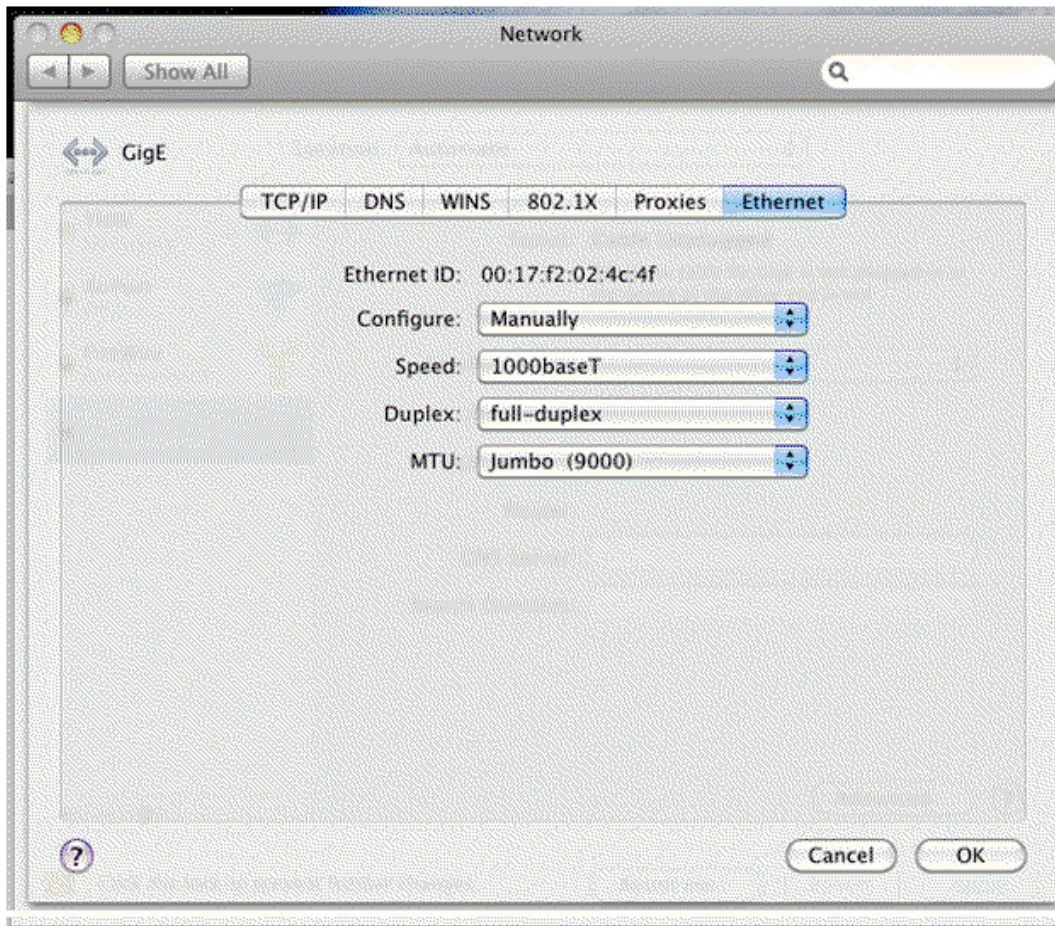 Network
Show All
GigE
TCP/IP DNS WINS 802.1X Proxies Ethernet
Ethernet ID: 00:17:f2:02:4c:4f
Configure: Manually
Speed: 1000baseT
Duplex: full-duplex
MTU: Jumbo (9000)
? Cancel OK